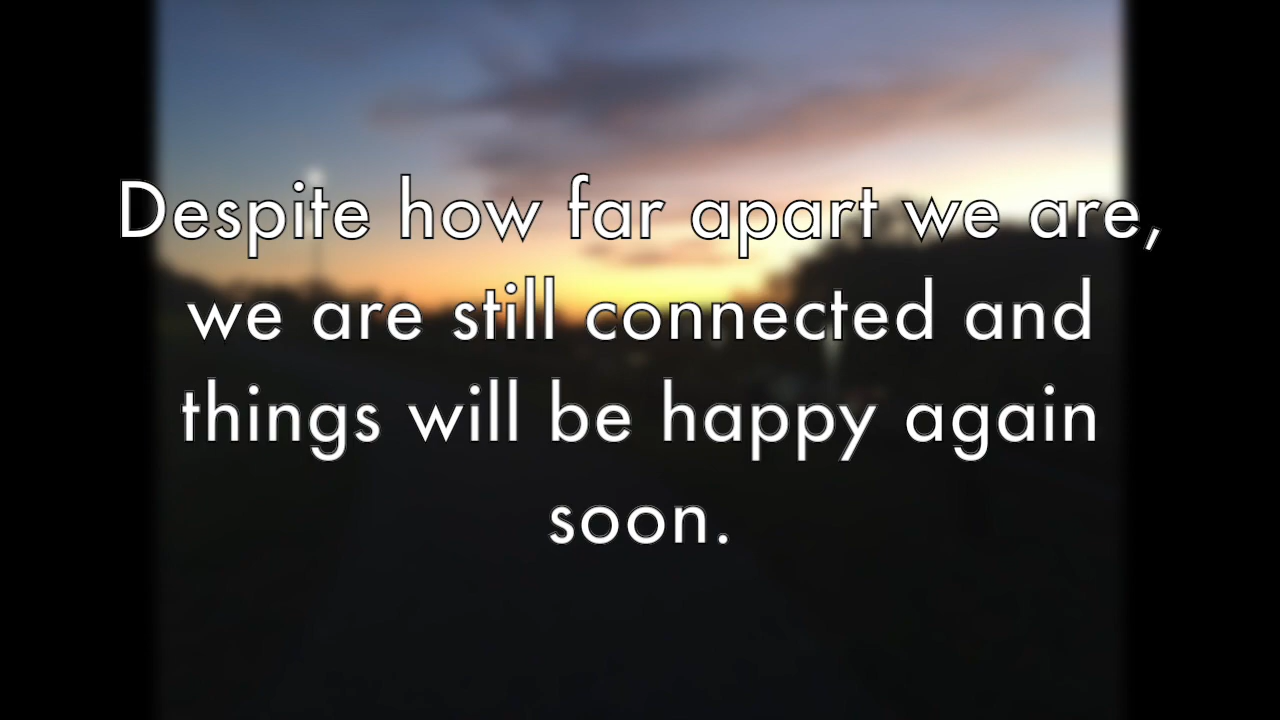 Despite how far apart we are,
we are still connected and
things will be happy again
soon.